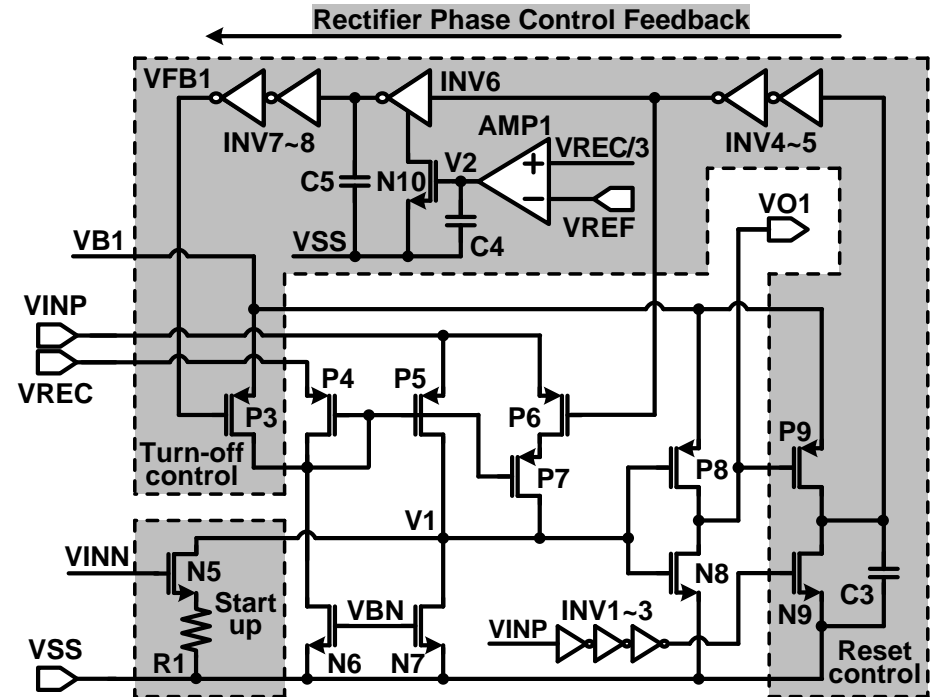 Rectifier Phase Control Feedback
VFB1
INV6
INV7~8
AMP1
INV4~5
VREC/3
V2
C5
N10
VREF
VO1
C4
VSS
VB1
VINP
VREC
P4
P5
P3
P6
P9
Turn-off
control
P8
P7
V1
VINN
N5
N8
Start
up
VBN
INV1~3
C3
VINP
N9
VSS
R1
N6
N7
Reset
control